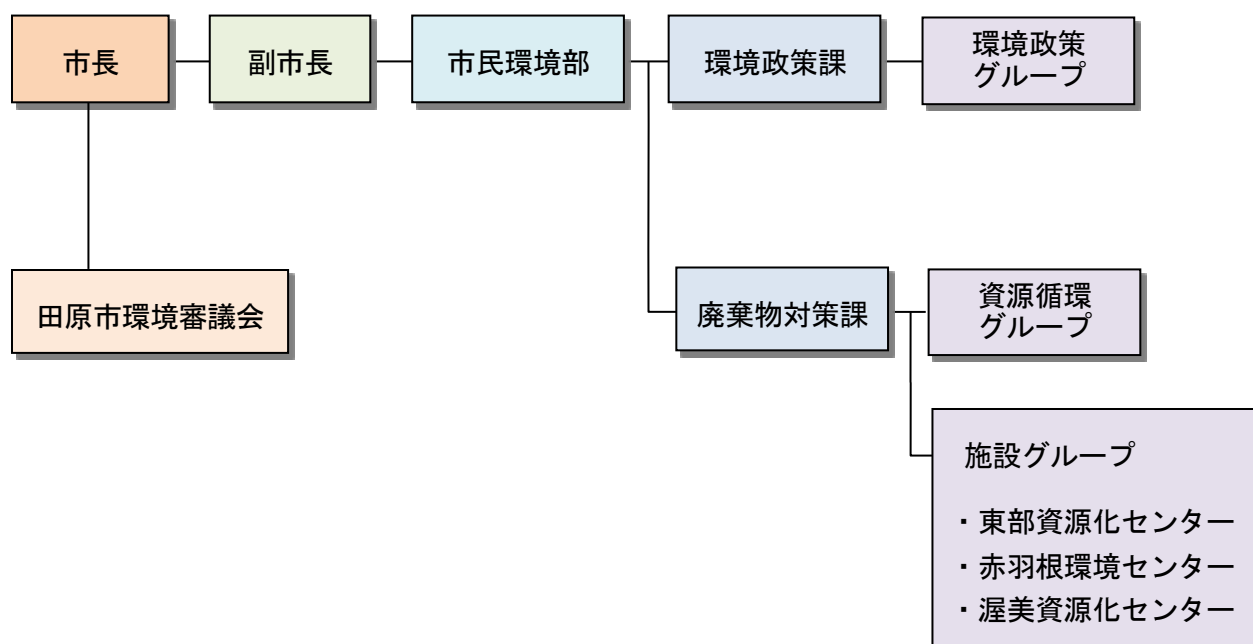 市長
副市長
市民環境部
環境政策課
環境政策
グループ
田原市環境審議会
廃棄物対策課
資源循環
グループ
施設グループ
・東部資源化センター
・赤羽根環境センター
・渥美資源化センター